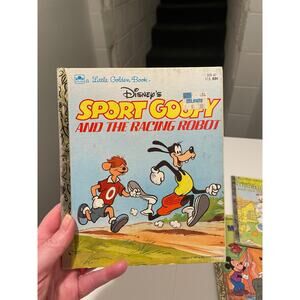 a Little Golden Book
DISNEY'S
SPORT GOOFY
AND THE RACING ROBOT
O